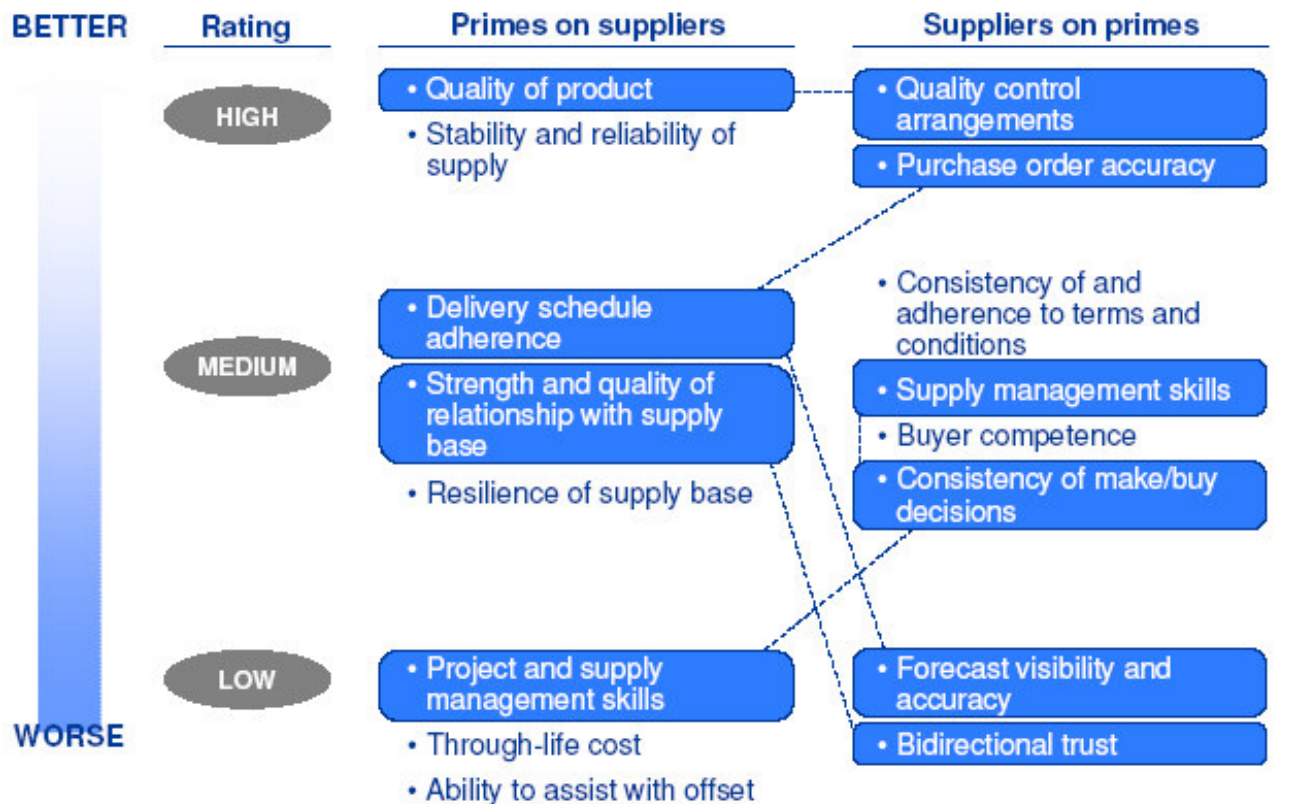 BETTER
Rating
Primes on suppliers
Suppliers on primes
HIGH
• Quality of product
• Stability and reliability of
supply
• Quality control
arrangements
• Purchase order accuracy
MEDIUM
• Delivery schedule
adherence
• Strength and quality of
relationship with supply
base
• Resilience of supply base
• Consistency of and
adherence to terms and
conditions
• Supply management skills
• Buyer competence
• Consistency of make/buy
decisions
LOW
• Project and supply
management skills
• Through-life cost
• Ability to assist with offset
• Forecast visibility and
accuracy
• Bidirectional trust
WORSE